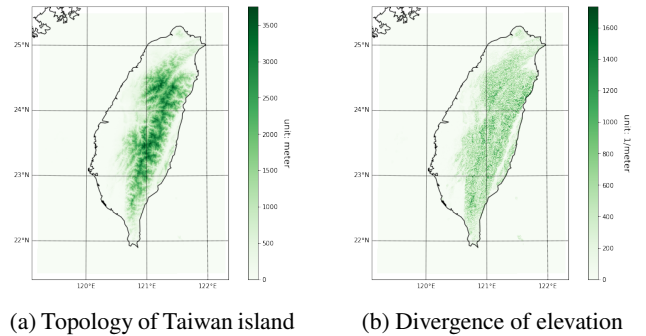 25°N
24°N
23°N
22°N
120°E
121°E
122°E
3500
3000
2500
2000
1500
1000
500
0
unit: meter
25°N
24°N
23°N
22°N
120°E
121°E
122°E
1600
1400
1200
1000
800
600
400
200
0
unit: 1/meter
(a) Topology of Taiwan island
(b) Divergence of elevation